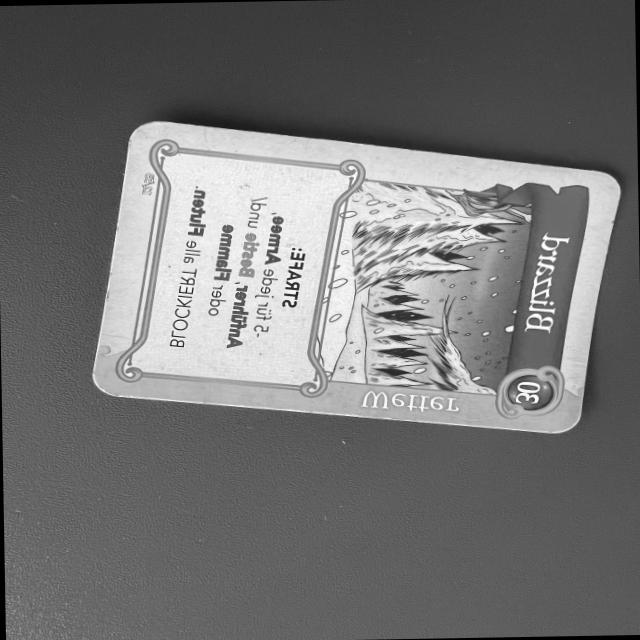 30
Blizzard
Wetter
STRAFE:
-5 für jede Armee,
Anführer, Bestie und/
oder Flamme
BLOCKIERT alle Fluten.